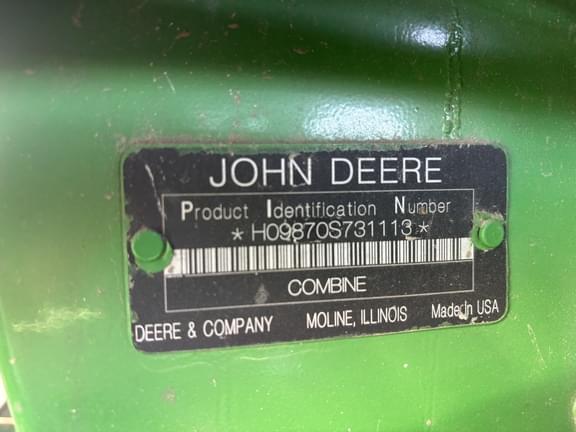 JOHN DEERE
Product Identification Number
*H09870S731113*
COMBINE
DEERE & COMPANY MOLINE, ILLINOIS Made in USA